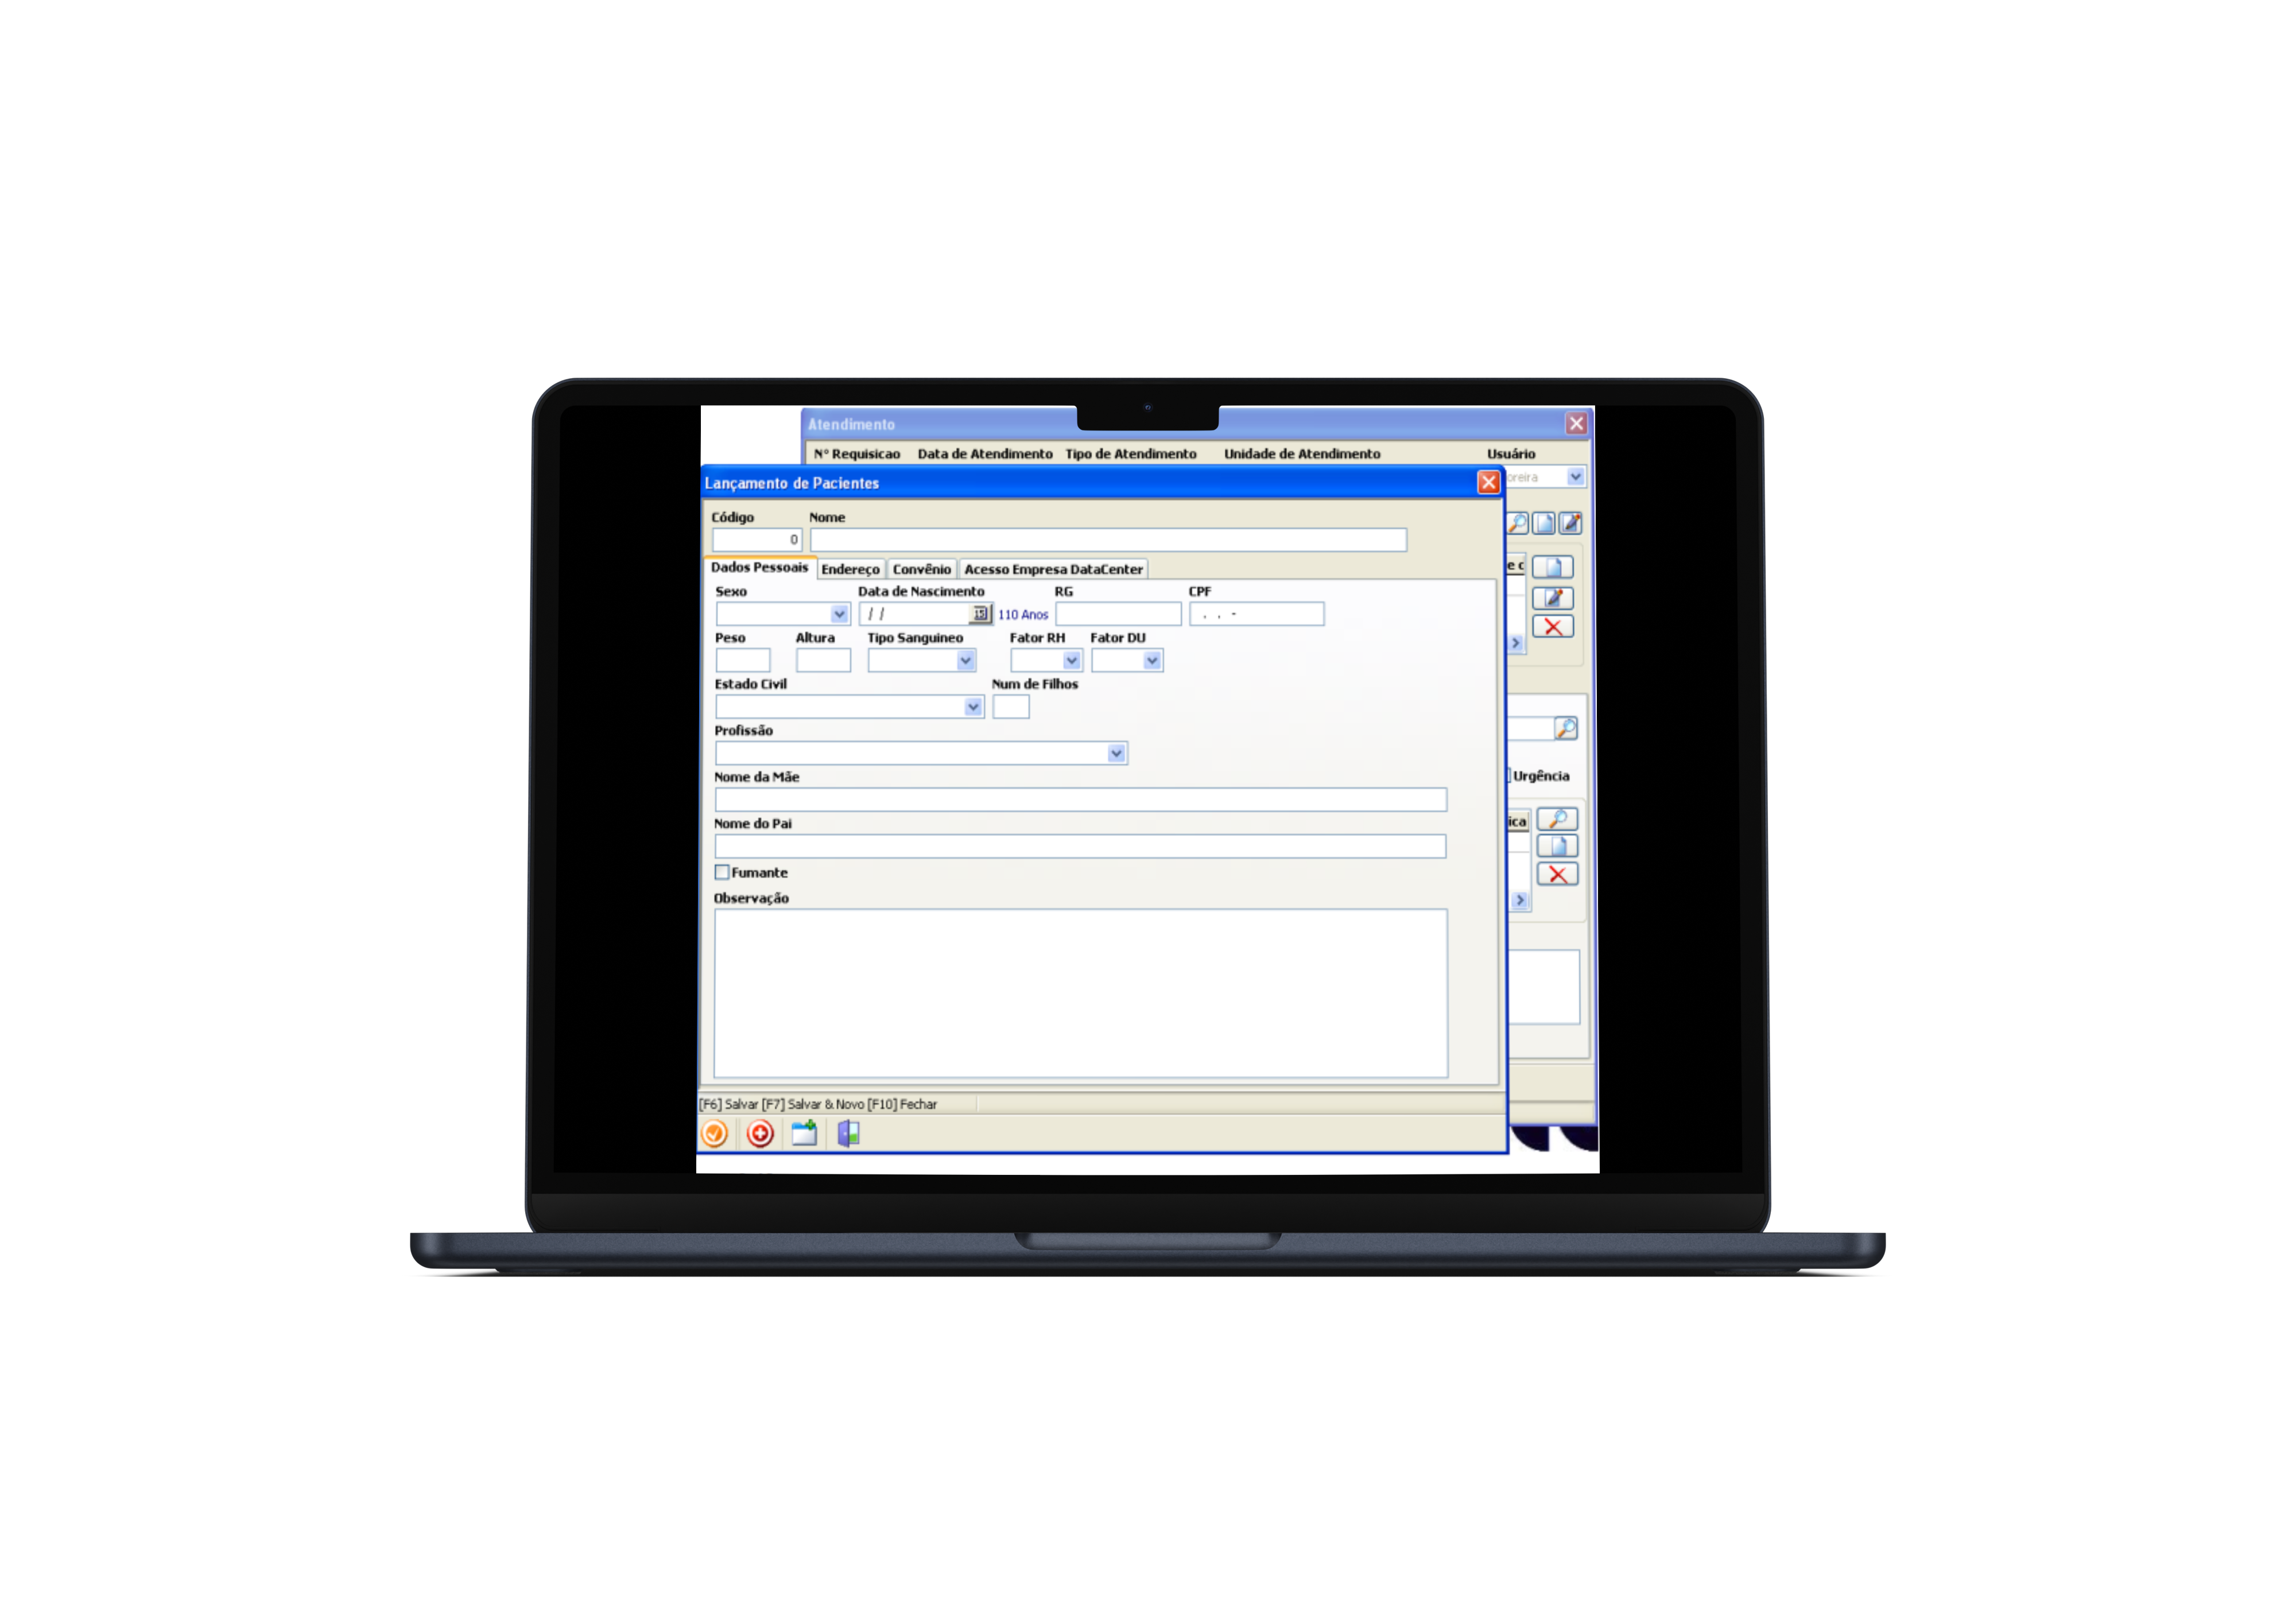 Atendimento
Nº Requisicao Data de Atendimento Tipo de Atendimento Unidade de Atendimento Usuário
Lançamento de Pacientes
Código Nome
0
Dados Pessoais Endereço Convênio Acesso Empresa DataCenter
Sexo Data de Nascimento RG CPF
/ / 15 110 Anos . . -
Peso Altura Tipo Sanguineo Fator RH Fator DU
Estado Civil Num de Filhos
Profissão
Nome da Mãe
Urgência
Nome do Pai
Fumante
Observação
[F6] Salvar [F7] Salvar & Novo [F10] Fechar